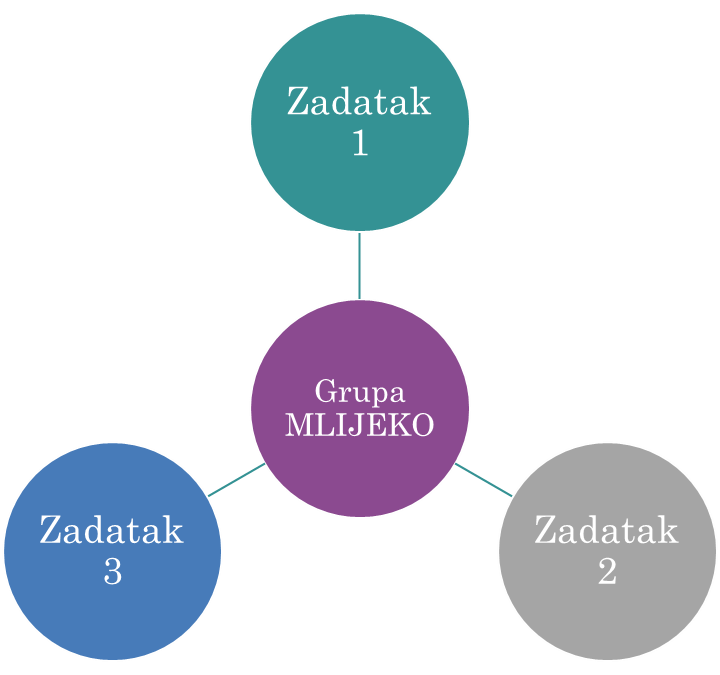 Zadatak
1
Grupa
MLIJEKO
Zadatak
3
Zadatak
2